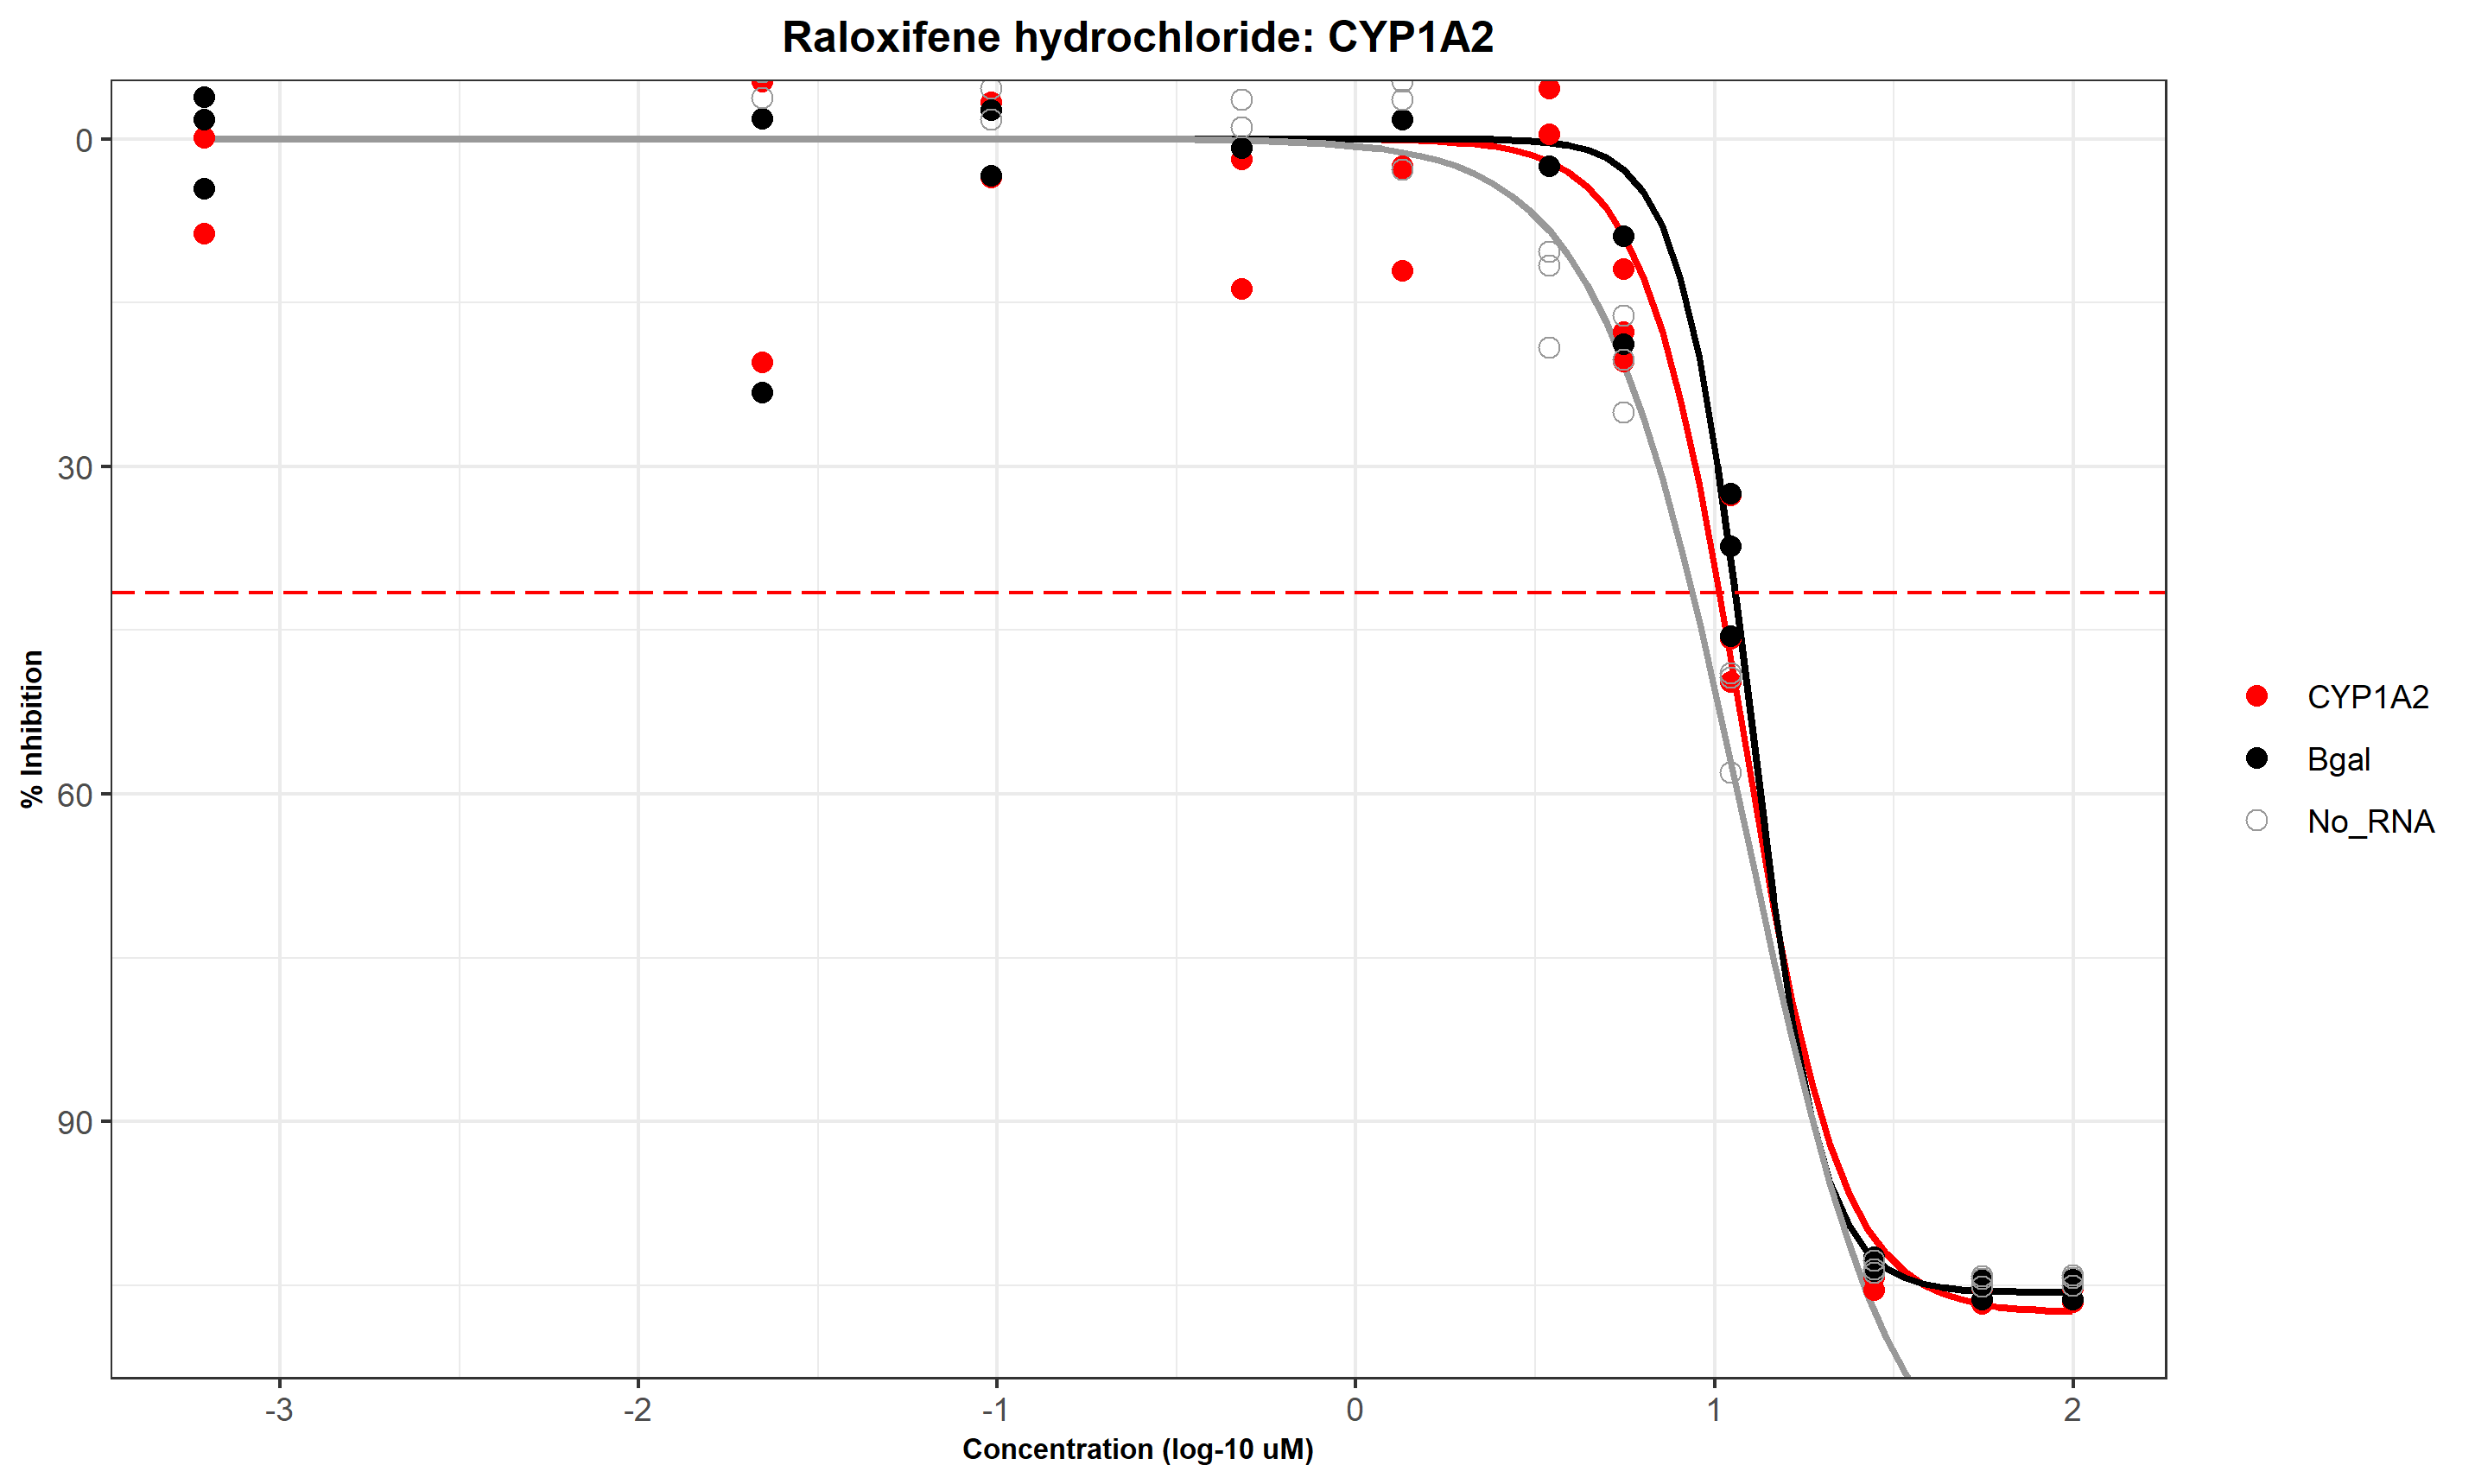 Raloxifene hydrochloride: CYP1A2
0
30
60
90
% Inhibition
-3
-2
-1
0
1
2
Concentration (log-10 uM)
CYP1A2
Bgal
No_RNA